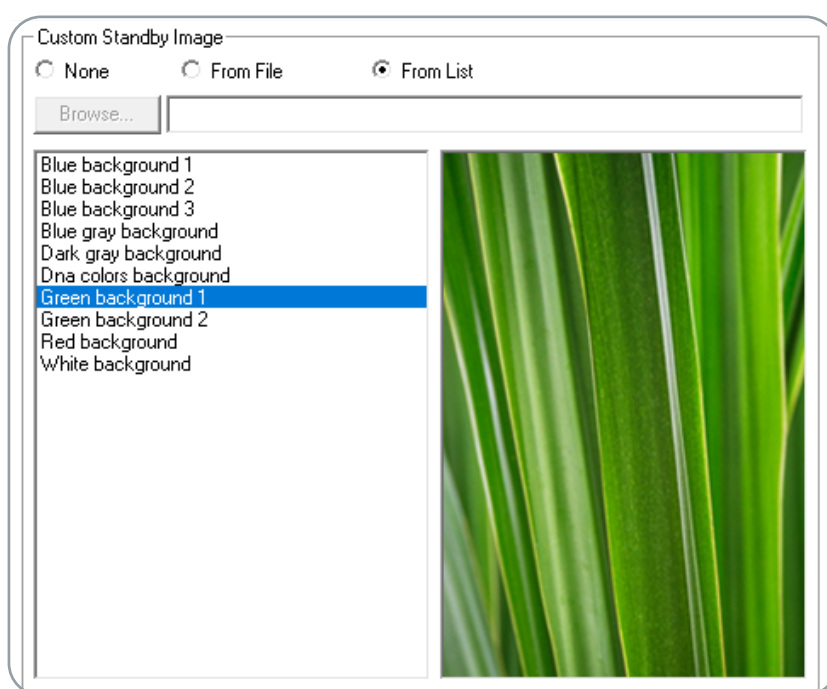 Custom Standby Image
None From File From List
Browse...
Blue background 1
Blue background 2
Blue background 3
Blue gray background
Dark gray background
Dna colors background
Green background 1
Green background 2
Red background
White background